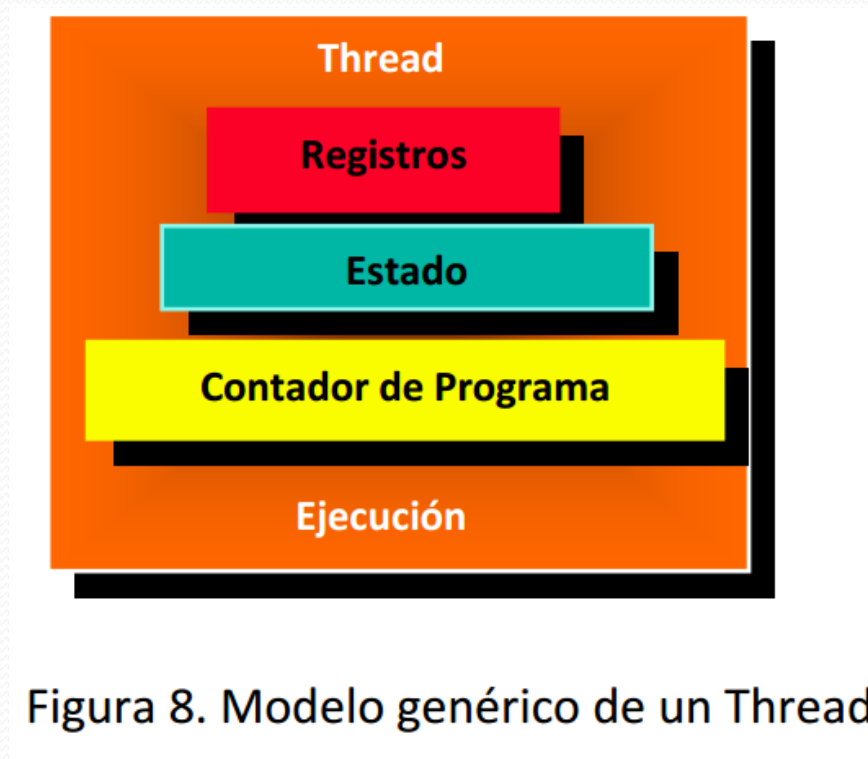 Thread
Registros
Estado
Contador de Programa
Ejecución
Figura 8. Modelo genérico de un Thread